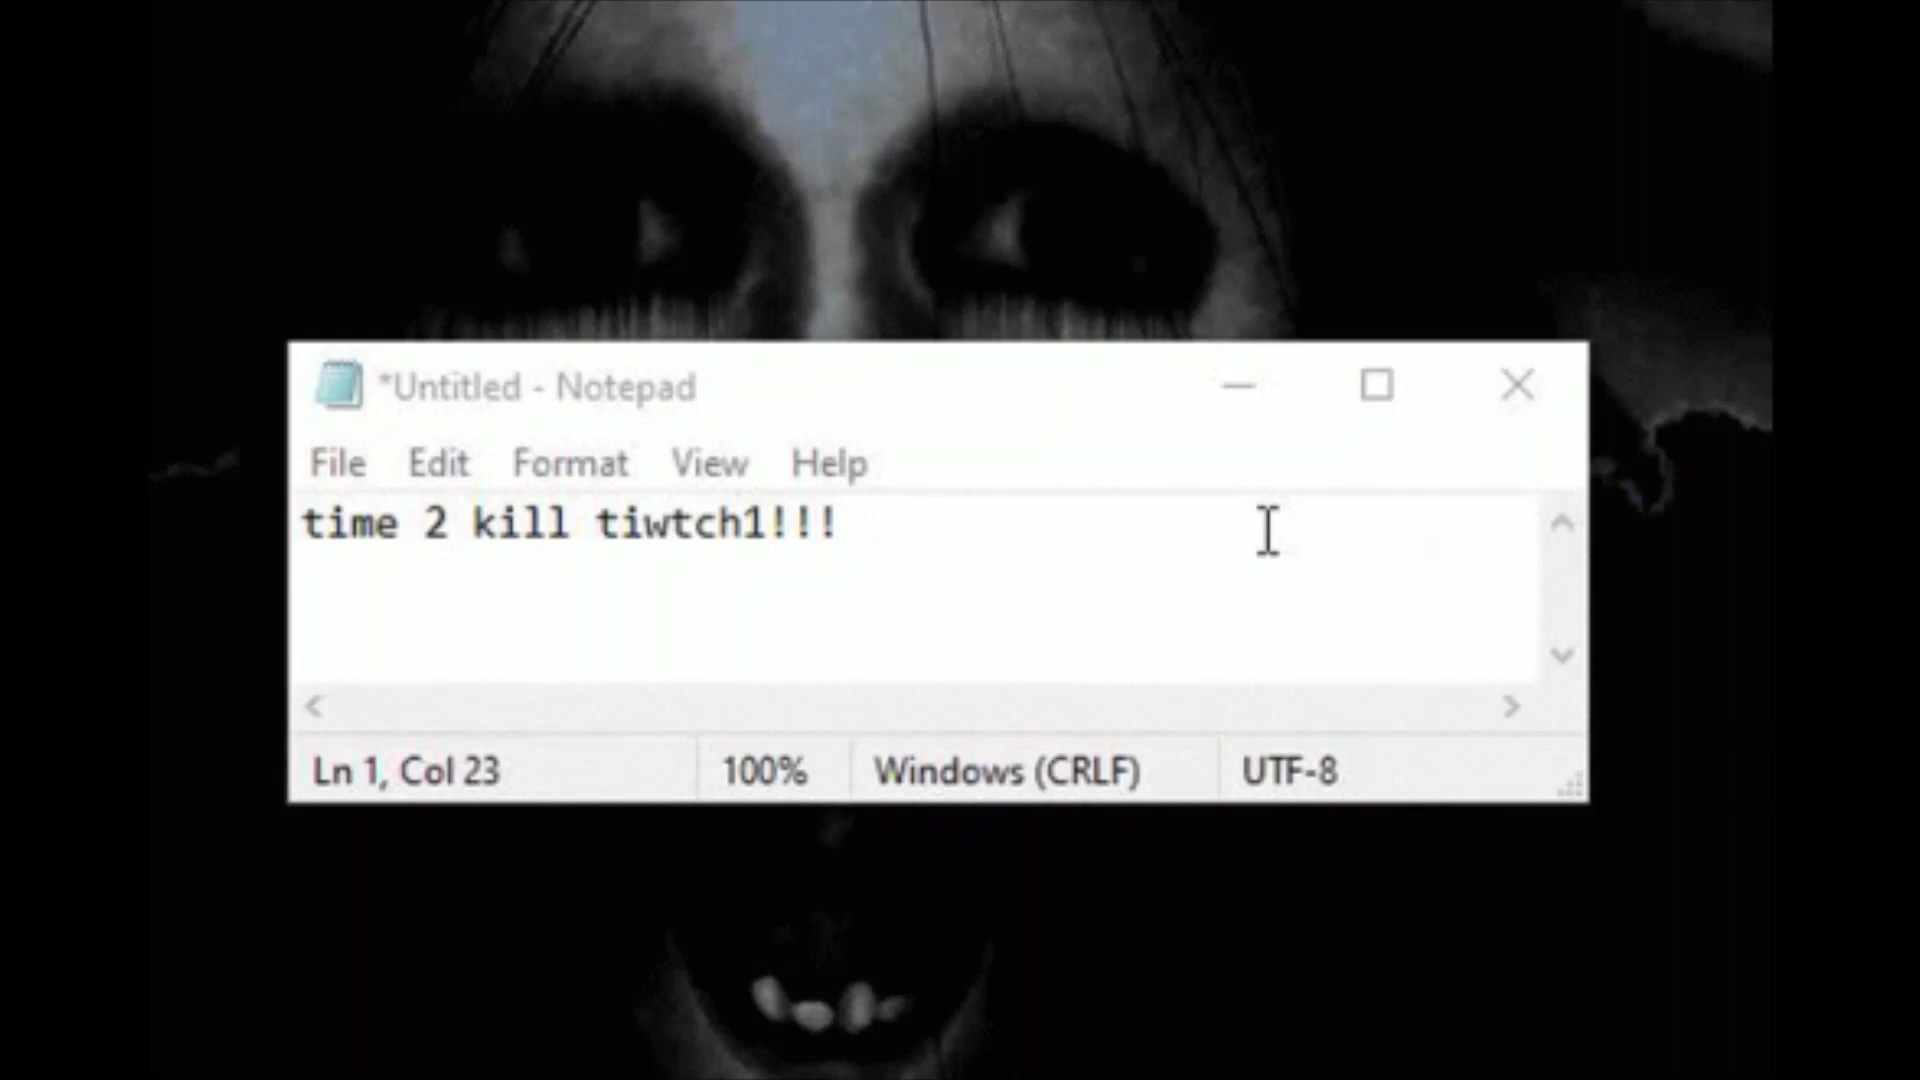 *Untitled - Notepad
File Edit Format View Help
time 2 kill tiwtch1!!!
Ln 1, Col 23 100% Windows (CRLF) UTF-8